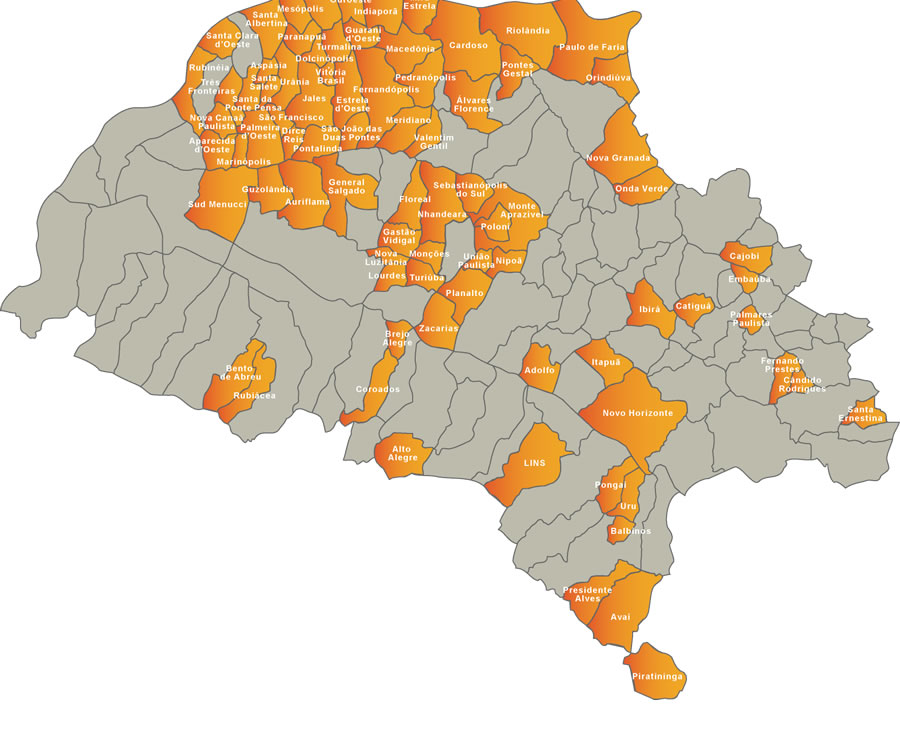 Ouroeste
Mesópolis
Indiaporã
Estrela
Santa
Albertina
Santa Clara
d'Oeste
Paranapuã
Guarani
d'Oeste
Turmalina
Macedônia
Cardoso
Riolândia
Paulo de Faria
Dolcinópolis
Rubinéia
Aspásia
Pontes
Gestal
Três
Fronteiras
Santa
Salete
Urânia
Vitória
Brasil
Pedranópolis
Orindiúva
Fernandópolis
Santa da
Ponte Pensa
Jales
Estrela
d'Oeste
Álvares
Florence
Nova Canaã
Paulista
São Francisco
Meridiano
Palmeira
d'Oeste
Dirce
Reis
São João das
Duas Pontes
Aparecida
d'Oeste
Valentim
Gentil
Pontalinda
Marinópolis
Nova Granada
Guzolândia
General
Salgado
Sebastianópolis
do Sul
Onda Verde
Sud Menucci
Auriflama
Floreal
Nhandeara
Monte
Aprazível
Poloni
Gastão
Vidigal
Nova
Luzitânia
Monções
União
Paulista
Nipoã
Cajobi
Lourdes
Turiúba
Embaúba
Planalto
Ibirá
Catiguá
Palmares
Paulista
Zacarias
Brejo
Alegre
Bento
de Abreu
Adolfo
Itapuã
Fernando
Prestes
Cândido
Rodrigues
Rubiácea
Coroados
Novo Horizonte
Santa
Ernestina
Alto
Alegre
LINS
Pongaí
Uru
Balbinos
Presidente
Alves
Avaí
Piratininga